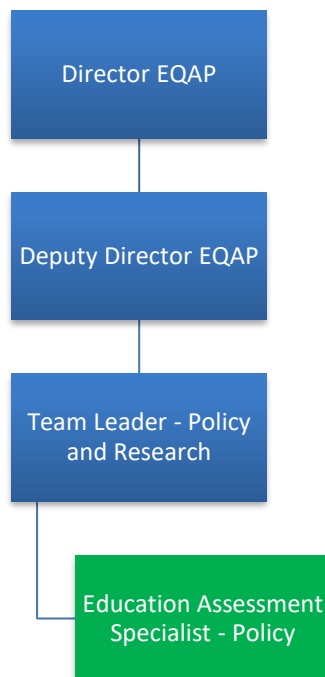 Director EQAP
Deputy Director EQAP
Team Leader - Policy
and Research
Education Assessment
Specialist - Policy